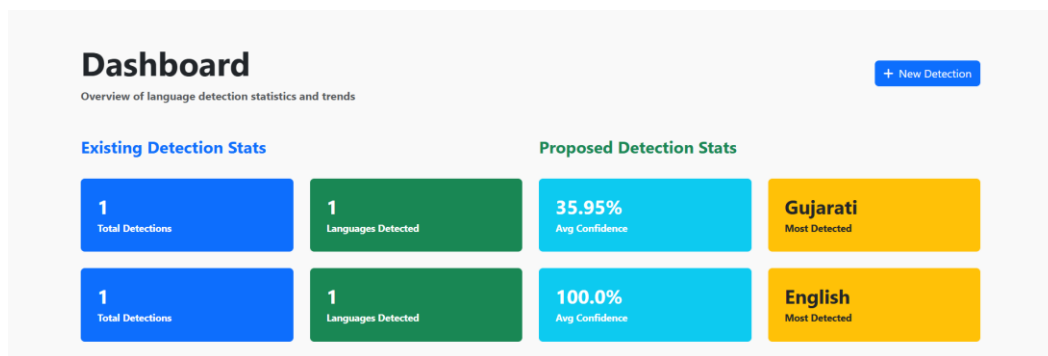 Dashboard
+ New Detection
Overview of language detection statistics and trends
Existing Detection Stats
Proposed Detection Stats
1
Total Detections
1
Languages Detected
35.95%
Avg Confidence
Gujarati
Most Detected
1
Total Detections
1
Languages Detected
100.0%
Avg Confidence
English
Most Detected